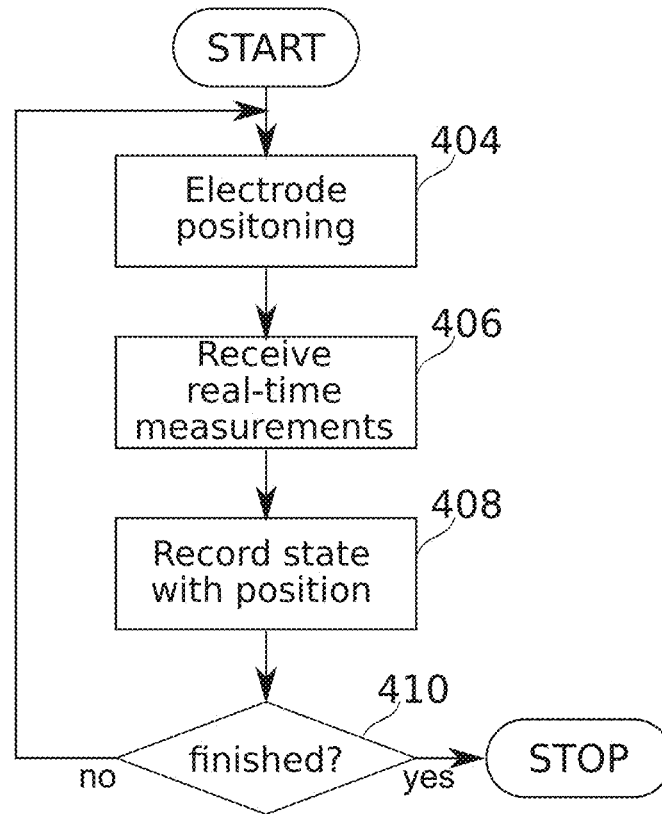 START
404
Electrode
positoning
406
Receive
real-time
measurements
408
Record state
with position
410
finished?
no
yes
STOP